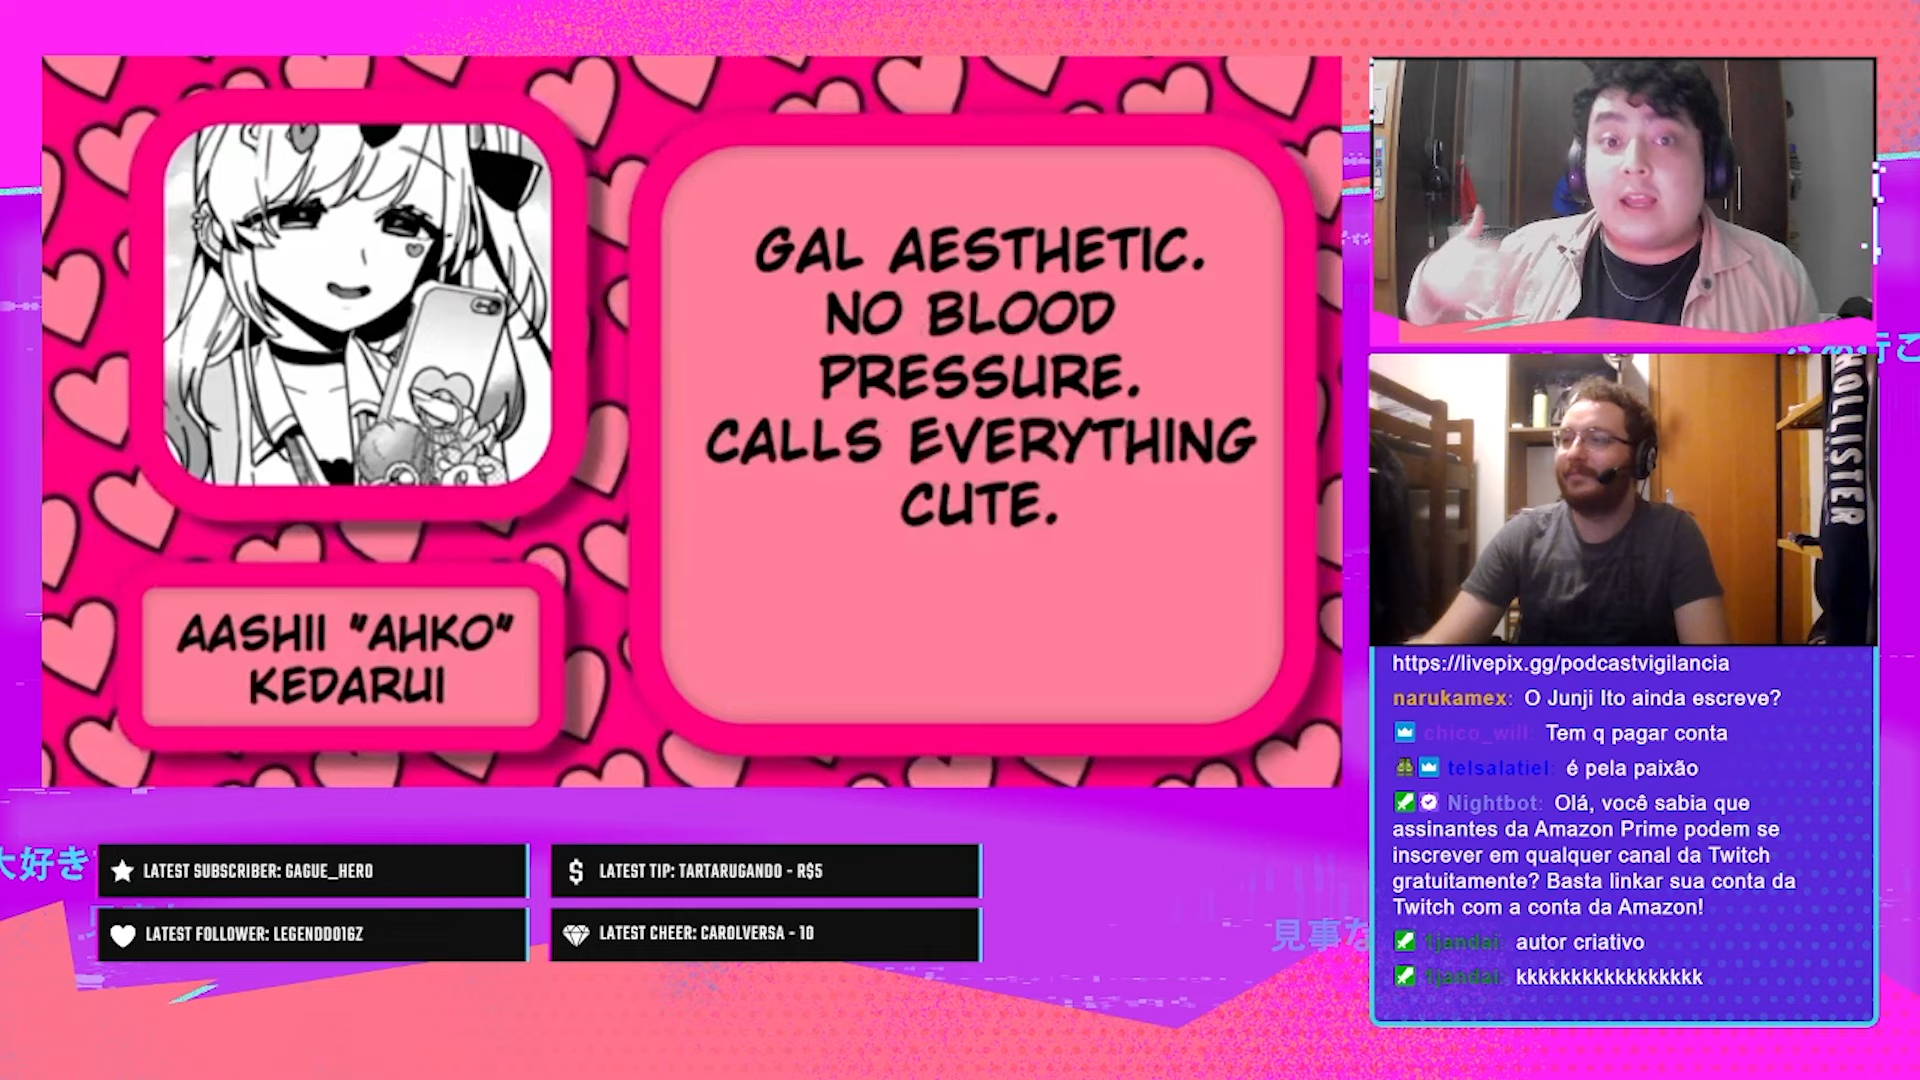 GAL AESTHETIC.
NO BLOOD
PRESSURE.
CALLS EVERYTHING
CUTE.
AASHII "AHKO"
KEDARUI
HOLLISTER
https://livepix.gg/podcastvigilancia
narukamex: O Junji Ito ainda escreve?
chico_will: Tem q pagar conta
telsalatiel: é pela paixão
Nightbot: Olá, você sabia que
assinantes da Amazon Prime podem se
inscrever em qualquer canal da Twitch
gratuitamente? Basta linkar sua conta da
Twitch com a conta da Amazon!
1jandai: autor criativo
1jandai: kkkkkkkkkkkkkkkkk
大好き
LATEST SUBSCRIBER: GAGUE_HERO
LATEST TIP: TARTARUGANDO - R$5
LATEST FOLLOWER: LEGENDD016Z
LATEST CHEER: CAROLVERSA - 10
見事な